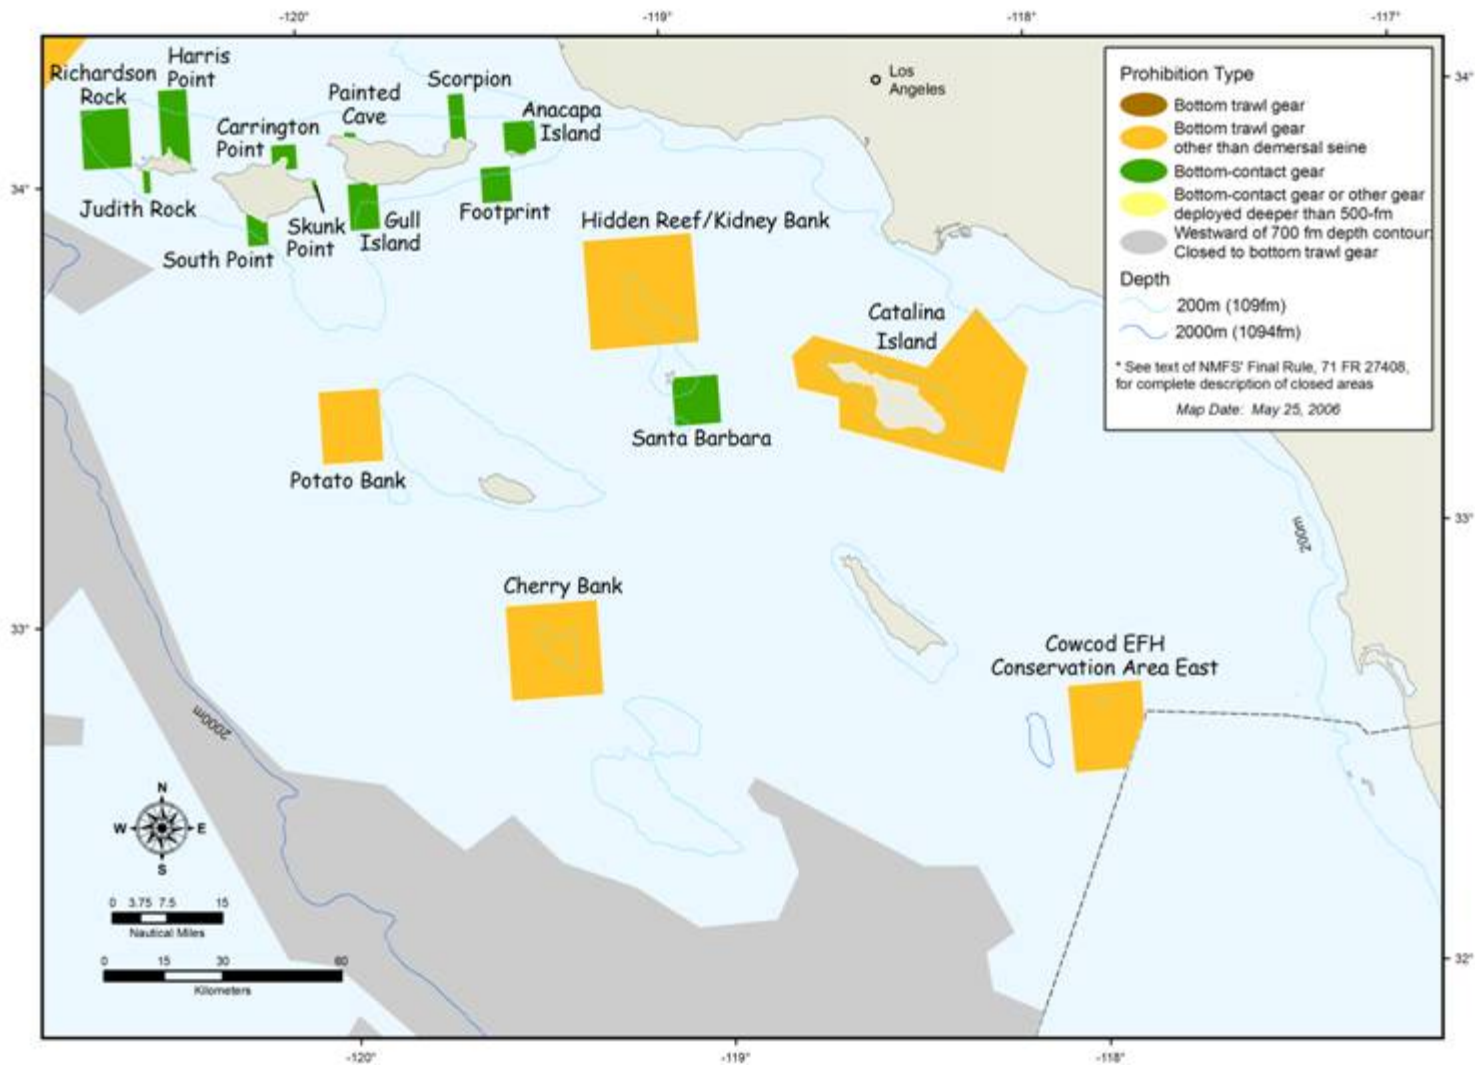 -120°
-119°
-118°
-117°
34°
34°
33°
33°
32°
-120°
-119°
-118°
Richardson
Rock
Harris
Point
Carrington
Point
Painted
Cave
Scorpion
Anacapa
Island
Judith Rock
South Point
Skunk
Point
Gull
Island
Footprint
Hidden Reef/Kidney Bank
Los
Angeles
Catalina
Island
Santa Barbara
Potato Bank
Cherry Bank
Cowcod EFH
Conservation Area East
200m
2000m
Prohibition Type
Bottom trawl gear
Bottom trawl gear
other than demersal seine
Bottom-contact gear
Bottom-contact gear or other gear
deployed deeper than 500-fm
Westward of 700 fm depth contour
Closed to bottom trawl gear
Depth
200m (109fm)
2000m (1094fm)
* See text of NMFS' Final Rule, 71 FR 27408,
for complete description of closed areas
Map Date: May 25, 2006
N
W E
S
0 3.75 7.5 15
Nautical Miles
0 15 30 60
Kilometers